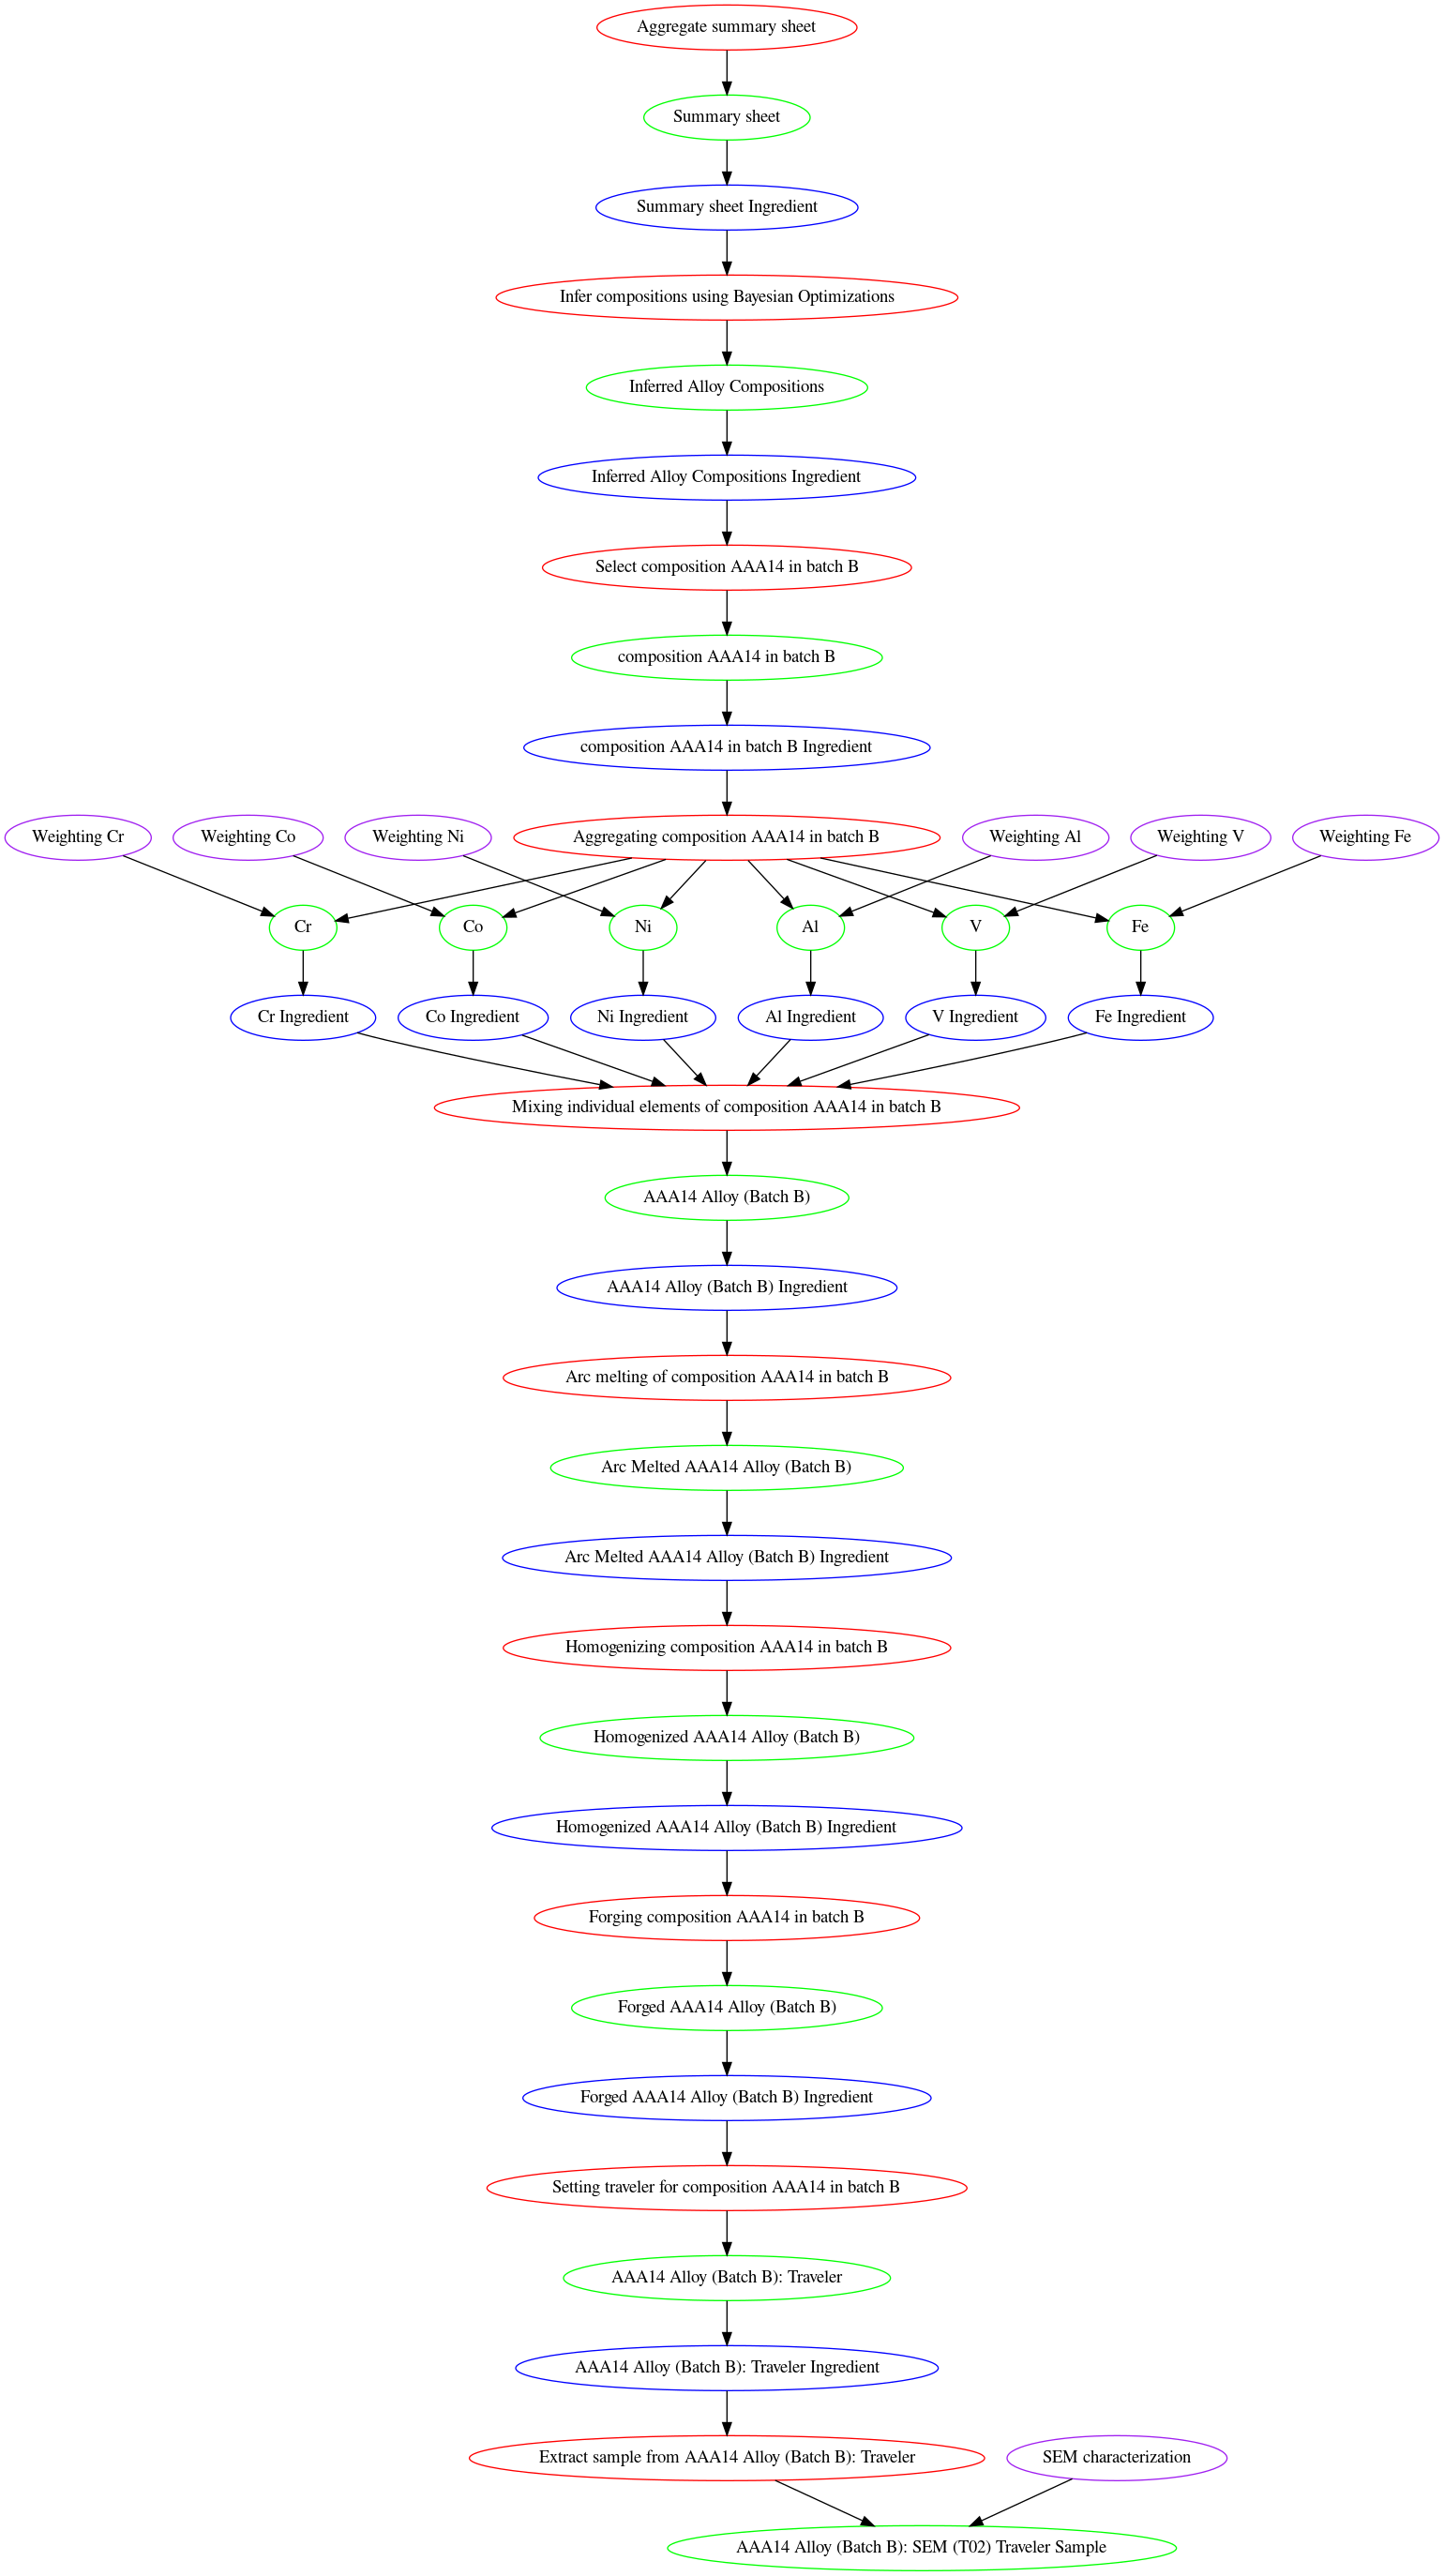 Aggregate summary sheet
Summary sheet
Summary sheet Ingredient
Infer compositions using Bayesian Optimizations
Inferred Alloy Compositions
Inferred Alloy Compositions Ingredient
Select composition AAA14 in batch B
composition AAA14 in batch B
composition AAA14 in batch B Ingredient
Weighting Cr
Weighting Co
Weighting Ni
Aggregating composition AAA14 in batch B
Weighting Al
Weighting V
Weighting Fe
Cr
Co
Ni
Al
V
Fe
Cr Ingredient
Co Ingredient
Ni Ingredient
Al Ingredient
V Ingredient
Fe Ingredient
Mixing individual elements of composition AAA14 in batch B
AAA14 Alloy (Batch B)
AAA14 Alloy (Batch B) Ingredient
Arc melting of composition AAA14 in batch B
Arc Melted AAA14 Alloy (Batch B)
Arc Melted AAA14 Alloy (Batch B) Ingredient
Homogenizing composition AAA14 in batch B
Homogenized AAA14 Alloy (Batch B)
Homogenized AAA14 Alloy (Batch B) Ingredient
Forging composition AAA14 in batch B
Forged AAA14 Alloy (Batch B)
Forged AAA14 Alloy (Batch B) Ingredient
Setting traveler for composition AAA14 in batch B
AAA14 Alloy (Batch B): Traveler
AAA14 Alloy (Batch B): Traveler Ingredient
Extract sample from AAA14 Alloy (Batch B): Traveler
SEM characterization
AAA14 Alloy (Batch B): SEM (T02) Traveler Sample